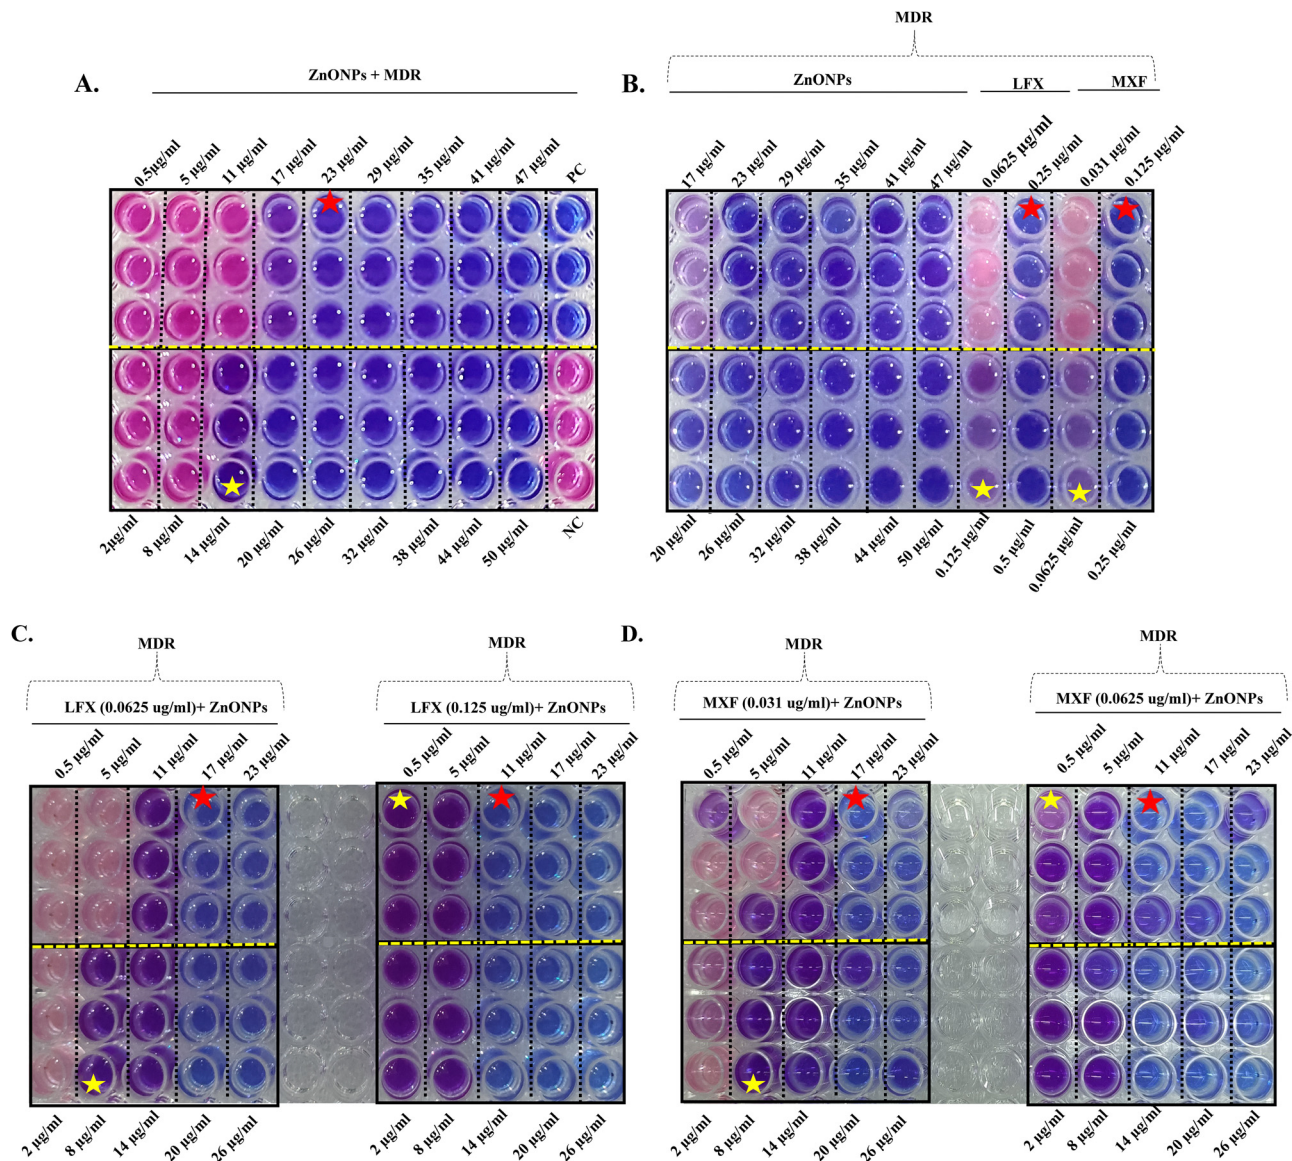 A.
ZnONPs + MDR
0.5µg/ml 5 µg/ml 11 µg/ml 17 µg/ml 23 µg/ml 29 µg/ml 35 µg/ml 41 µg/ml 47 µg/ml PC
2µg/ml 8 µg/ml 14 µg/ml 20 µg/ml 26 µg/ml 32 µg/ml 38 µg/ml 44 µg/ml 50 µg/ml NC
B.
MDR
ZnONPs LFX MXF
17 µg/ml 23 µg/ml 29 µg/ml 35 µg/ml 41 µg/ml 47 µg/ml 0.0625 µg/ml 0.25 µg/ml 0.031 µg/ml 0.125 µg/ml
20 µg/ml 26 µg/ml 32 µg/ml 38 µg/ml 44 µg/ml 50 µg/ml 0.125 µg/ml 0.5 µg/ml 0.0625 µg/ml 0.25 µg/ml
C.
MDR
LFX (0.0625 ug/ml)+ ZnONPs
0.5 µg/ml 5 µg/ml 11 µg/ml 17 µg/ml 23 µg/ml
2 µg/ml 8 µg/ml 14 µg/ml 20 µg/ml 26 µg/ml
MDR
LFX (0.125 ug/ml)+ ZnONPs
0.5 µg/ml 5 µg/ml 11 µg/ml 17 µg/ml 23 µg/ml
2 µg/ml 8 µg/ml 14 µg/ml 20 µg/ml 26 µg/ml
D.
MDR
MXF (0.031 ug/ml)+ ZnONPs
0.5 µg/ml 5 µg/ml 11 µg/ml 17 µg/ml 23 µg/ml
2 µg/ml 8 µg/ml 14 µg/ml 20 µg/ml 26 µg/ml
MDR
MXF (0.0625 ug/ml)+ ZnONPs
0.5 µg/ml 5 µg/ml 11 µg/ml 17 µg/ml 23 µg/ml
2 µg/ml 8 µg/ml 14 µg/ml 20 µg/ml 26 µg/ml